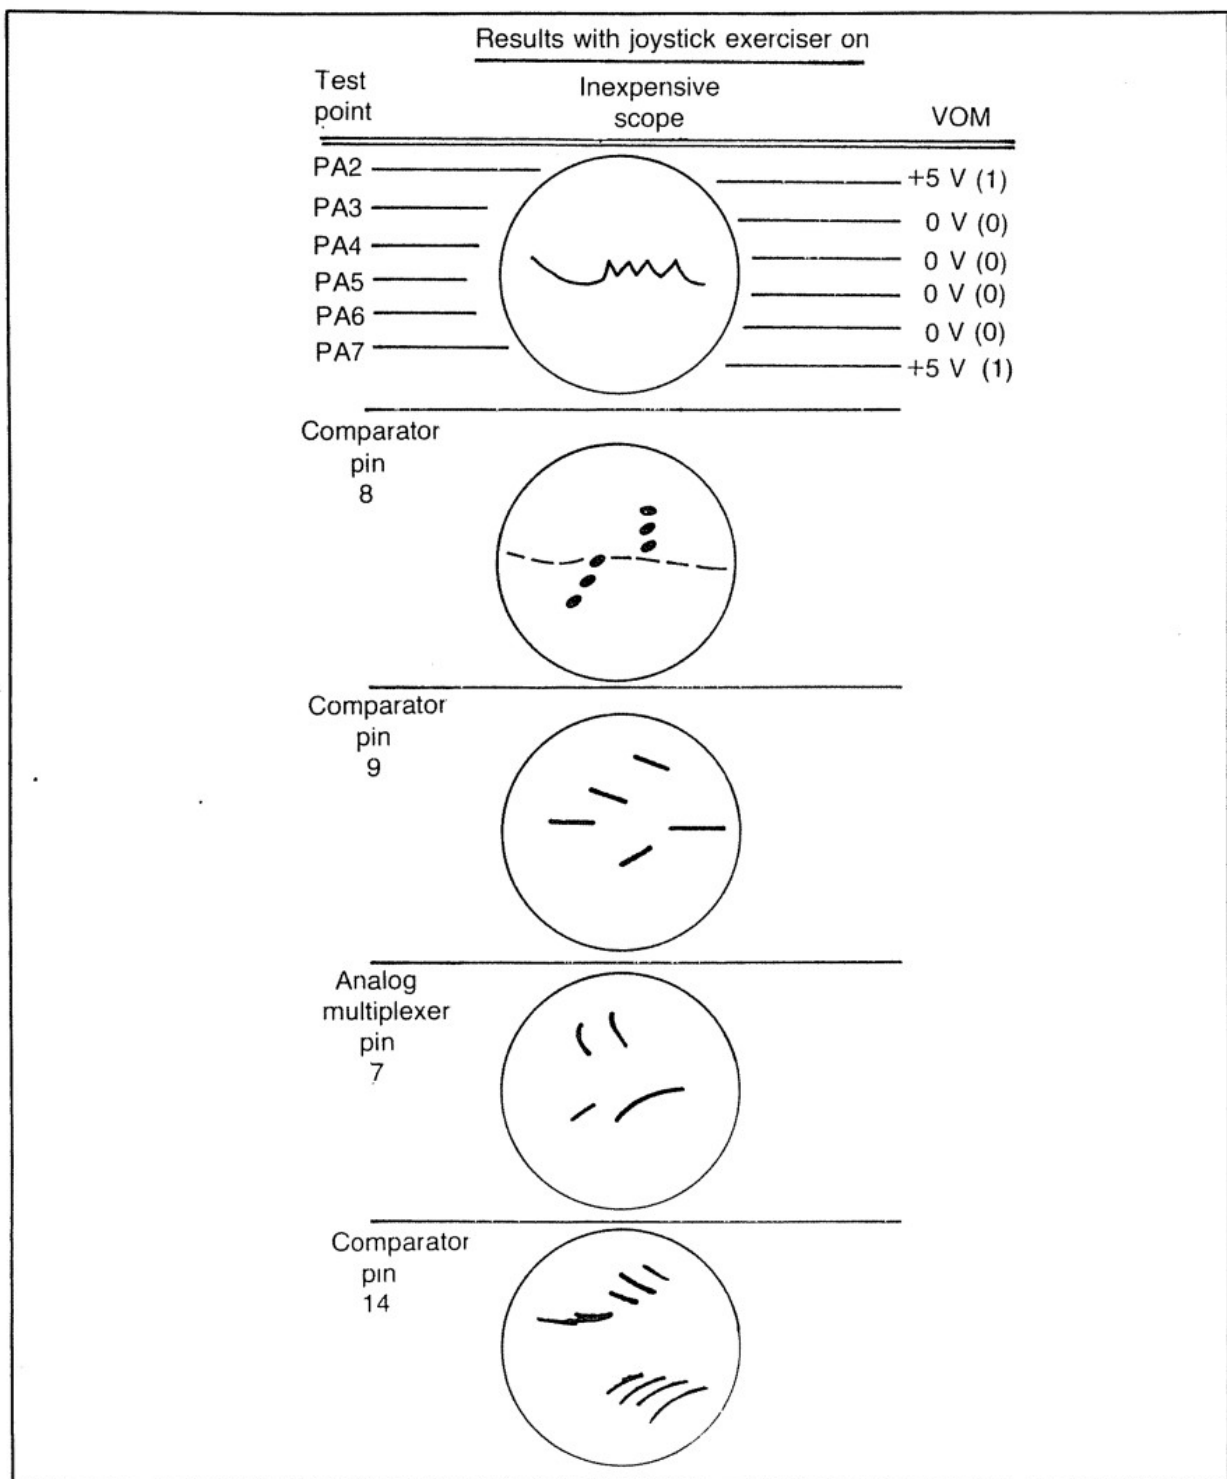 Results with joystick exerciser on
Test point
Inexpensive scope
VOM
PA2
+5 V (1)
PA3
0 V (0)
PA4
0 V (0)
PA5
0 V (0)
PA6
0 V (0)
PA7
+5 V (1)
Comparator
pin
8
Comparator
pin
9
Analog
multiplexer
pin
7
Comparator
pin
14